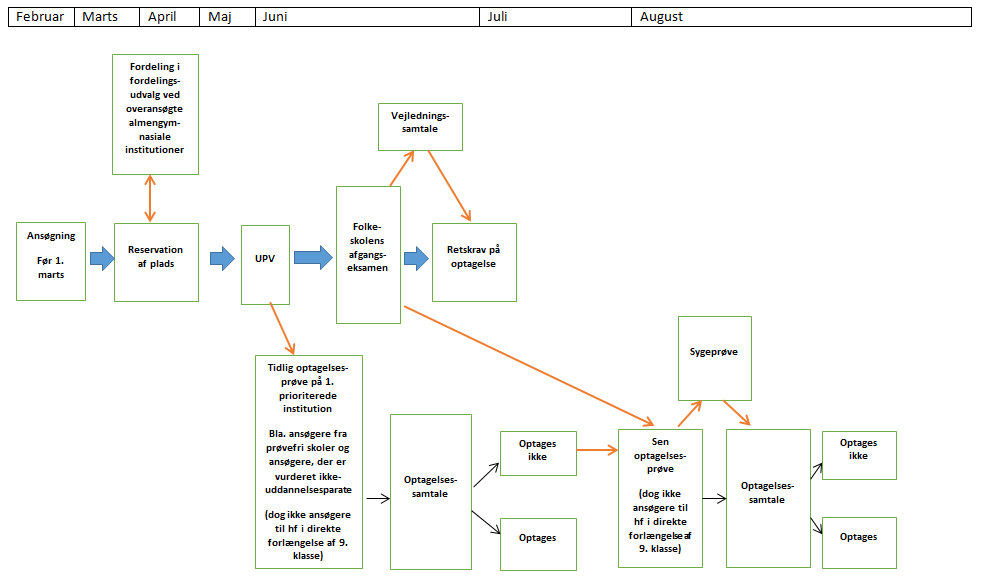 Februar Marts April Maj Juni Juli August
Fordeling i
fordelings-
udvalg ved
overansøgte
almengym-
nasiale
institutioner
Vejlednings-
samtale
Ansøgning
Før 1.
marts
Reservation
af plads
UPV
Folke-
skolens
afgangs-
eksamen
Retskrav på
optagelse
Sygeprøve
Tidlig optagelses-
prøve på 1.
prioriterede
institution
Bla. ansøgere fra
prøvefri skoler og
ansøgere, der er
vurderet ikke-
uddannelsesparate
(dog ikke ansøgere
til hf i direkte
forlængelse af 9.
klasse)
Optagelses-
samtale
Optages
ikke
Optages
Sen
optagelses-
prøve
(dog ikke
ansøgere til
hf i direkte
forlængelse af
9. klasse)
Optagelses-
samtale
Optages
ikke
Optages